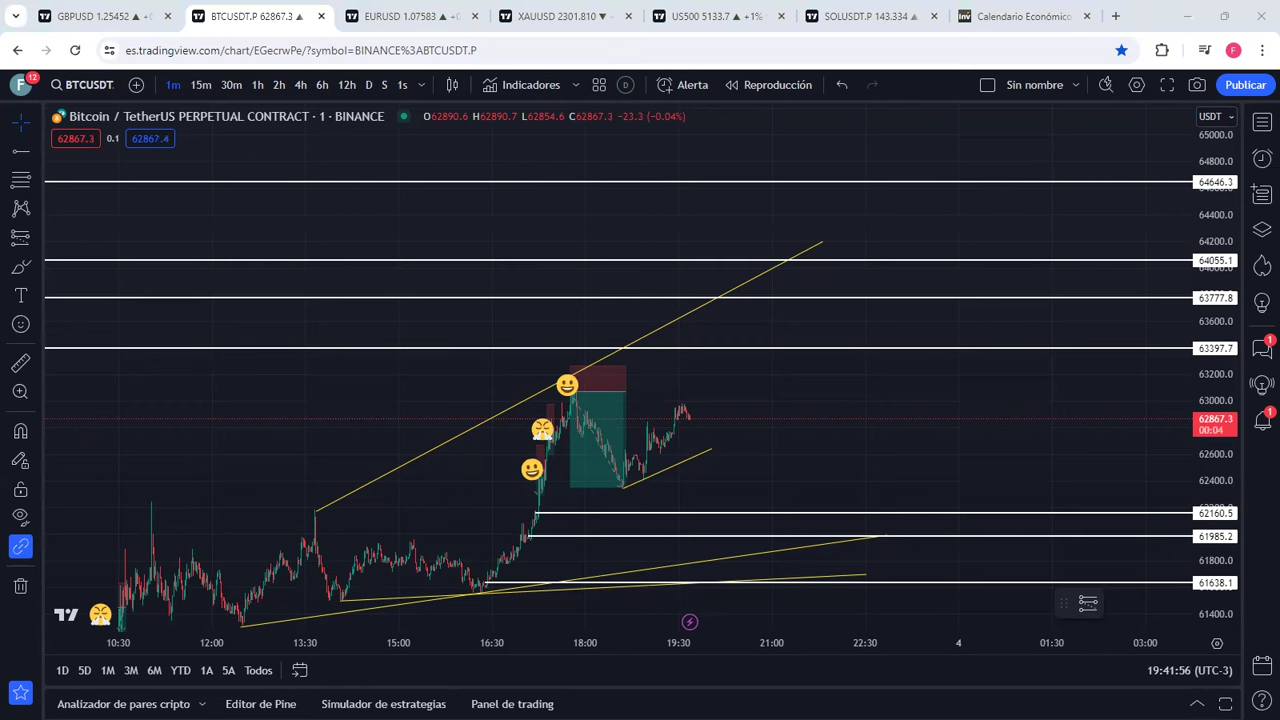 GBPUSD 1.25452 ▲ +0
BTCUSDT.P 62867.3 ▲
EURUSD 1.07583 ▲ +0
XAUUSD 2301.810 ▼ −
US500 5133.7 ▲ +1%
SOLUSDT.P 143.334 ▲
Inv Calendario Económico
es.tradingview.com/chart/EGecrwPe/?symbol=BINANCE%3ABTCUSDT.P
F
F 12 BTCUSDT. 1m 15m 30m 1h 2h 4h 6h 12h D S 1s Indicadores D Alerta Reproducción Sin nombre Publicar
Bitcoin / TetherUS PERPETUAL CONTRACT · 1 · BINANCE O62890.6 H62890.7 L62854.6 C62867.3 −23.3 (−0.04%) USDT
62867.3 0.1 62867.4
65000.0
64800.0
64646.3
64400.0
64200.0
64055.1
64000.0
63777.8
63600.0
63397.7
1
63200.0
63000.0
62867.3
00:04
1
62600.0
62400.0
62160.5
61985.2
61800.0
61638.1
61400.0
10:30 12:00 13:30 15:00 16:30 18:00 19:30 21:00 22:30 4 01:30 03:00
1D 5D 1M 3M 6M YTD 1A 5A Todos 19:41:56 (UTC-3)
Analizador de pares cripto Editor de Pine Simulador de estrategias Panel de trading